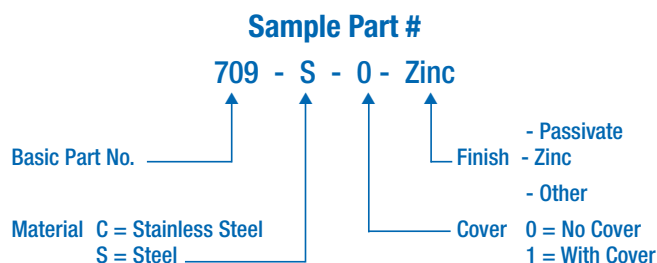 Sample Part #
709 - S - 0 - Zinc
- Passivate
Basic Part No. Finish - Zinc
- Other
Material C = Stainless Steel Cover 0 = No Cover
S = Steel 1 = With Cover